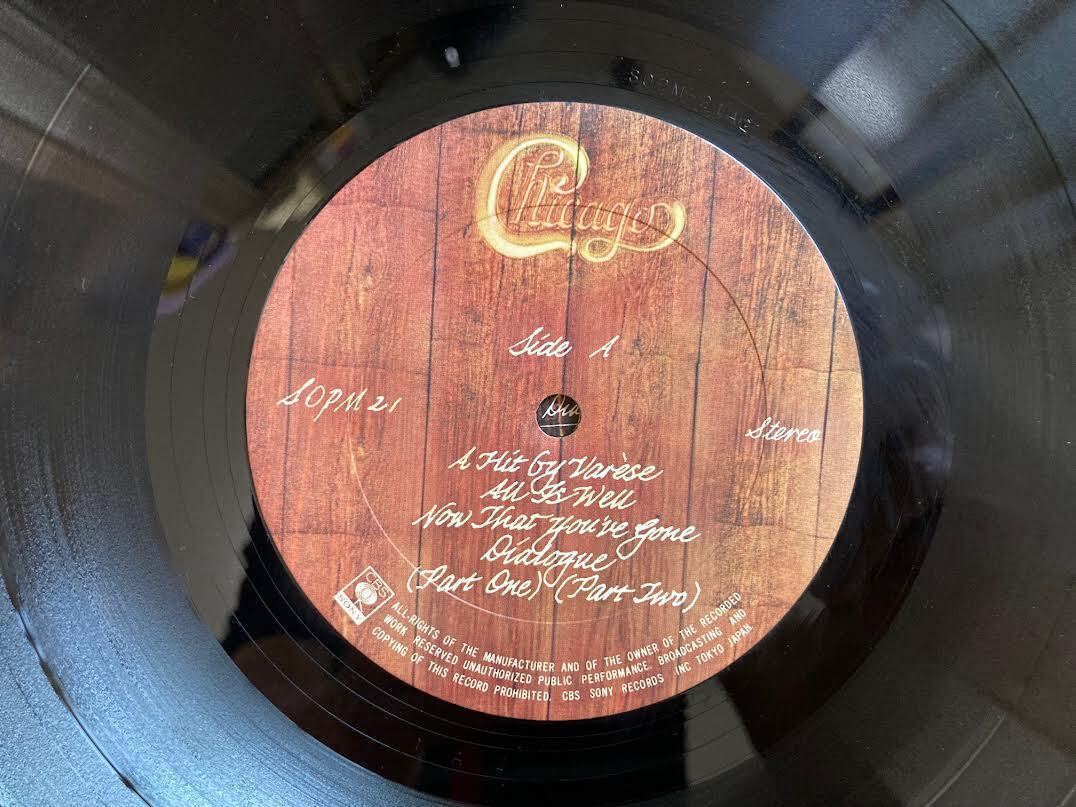 Chicago
Side A
SOPM 21
Stereo
A Hit By Varèse
All Is Well
Now That You've Gone
Dialogue
(Part One) (Part Two)
CBS
SONY
ALL-RIGHTS OF THE MANUFACTURER AND OF THE OWNER OF THE RECORDED
WORK RESERVED UNAUTHORIZED PUBLIC PERFORMANCE. BROADCASTING AND
COPYING OF THIS RECORD PROHIBITED. CBS SONY RECORDS INC TOKYO JAPAN